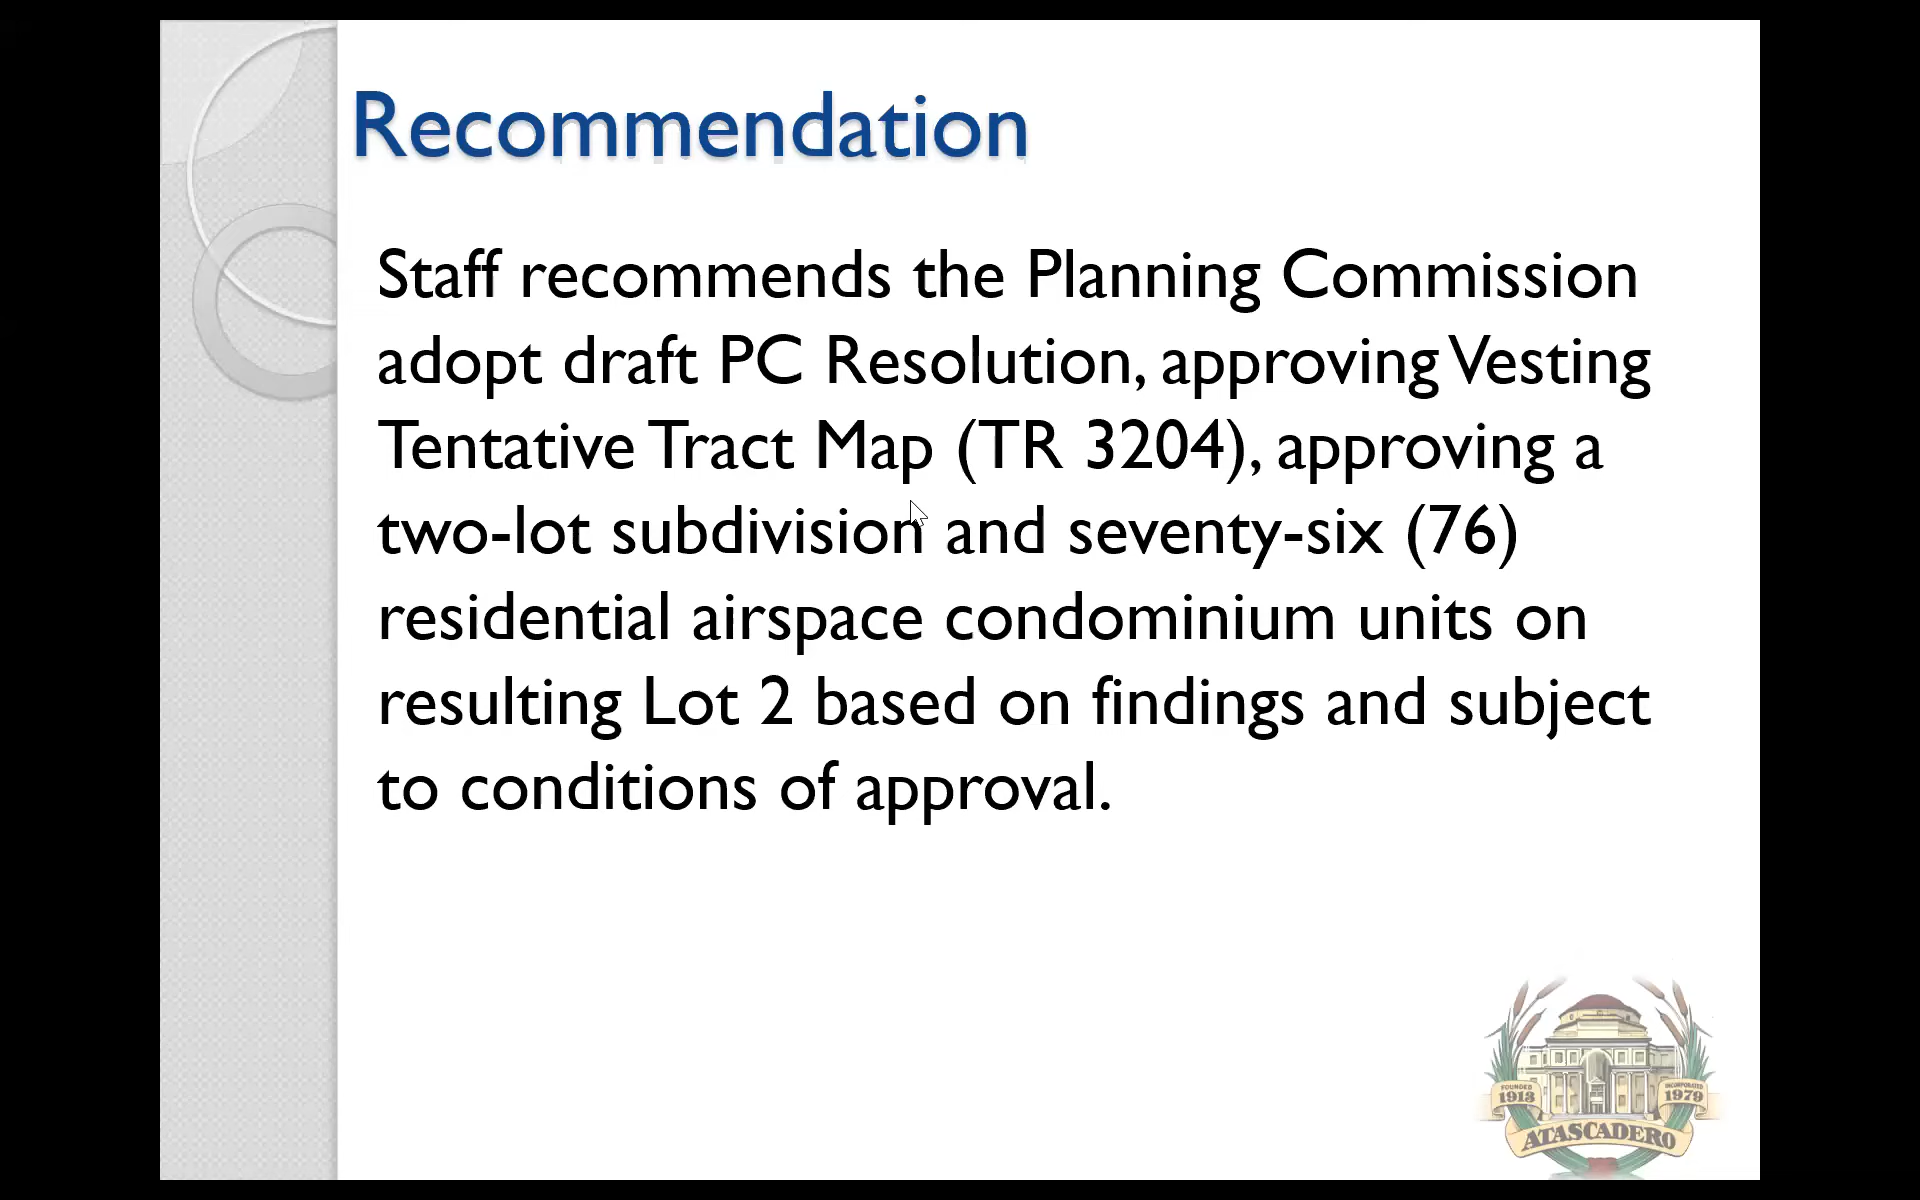 Recommendation
Staff recommends the Planning Commission
adopt draft PC Resolution, approving Vesting
Tentative Tract Map (TR 3204), approving a
two-lot subdivision and seventy-six (76)
residential airspace condominium units on
resulting Lot 2 based on findings and subject
to conditions of approval.
FOUNDED
1913
INCORPORATED
1979
ATASCADERO